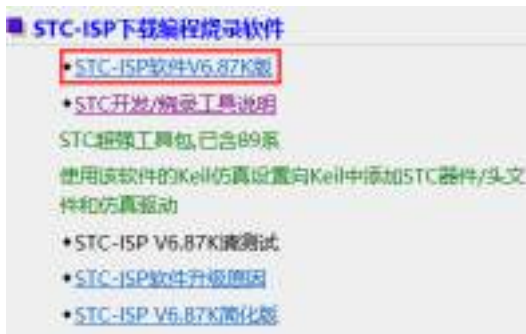 STC-ISP下载编程烧录软件
STC-ISP软件V6.87K版
STC开发/烧录工具说明
STC超强工具包,已含89系
使用该软件的Keil仿真设置向Keil中添加STC器件/头文
件和仿真驱动
STC-ISP V6.87K请测试
STC-ISP软件升级原因
STC-ISP V6.87K简化版